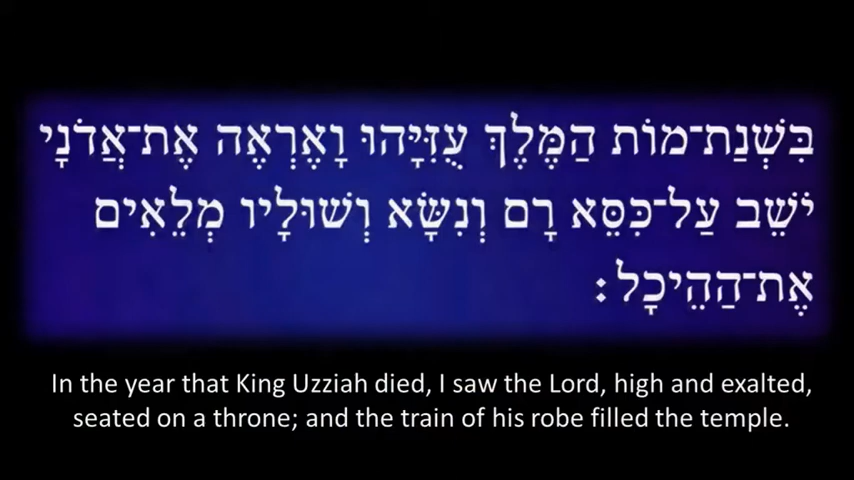 בִּשְׁנַת־מוֹת הַמֶּלֶךְ עֻזִּיָּהוּ וָאֶרְאֶה אֶת־אֲדֹנָי
יֹשֵׁב עַל־כִּסֵּא רָם וְנִשָּׂא וְשׁוּלָיו מְלֵאִים
אֶת־הַהֵיכָל׃
In the year that King Uzziah died, I saw the Lord, high and exalted,
seated on a throne; and the train of his robe filled the temple.